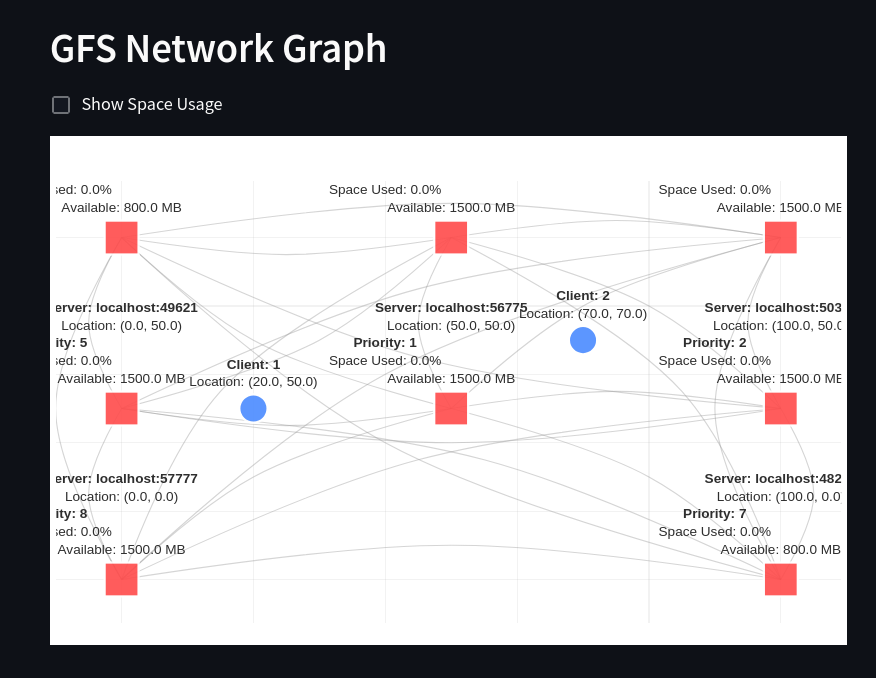 GFS Network Graph
Show Space Usage
sed: 0.0%
Available: 800.0 MB
Space Used: 0.0%
Available: 1500.0 MB
Space Used: 0.0%
Available: 1500.0 ME
Client: 2
Location: (70.0, 70.0)
erver: localhost:49621
Location: (0.0, 50.0)
ity: 5
sed: 0.0%
Available: 1500.0 MB
Client: 1
Location: (20.0, 50.0)
Server: localhost:56775
Location: (50.0, 50.0)
Priority: 1
Space Used: 0.0%
Available: 1500.0 MB
Server: localhost:503
Location: (100.0, 50.0
Priority: 2
Space Used: 0.0%
Available: 1500.0 ME
erver: localhost:57777
Location: (0.0, 0.0)
ity: 8
sed: 0.0%
Available: 1500.0 MB
Server: localhost:482
Location: (100.0, 0.0
Priority: 7
Space Used: 0.0%
Available: 800.0 MB